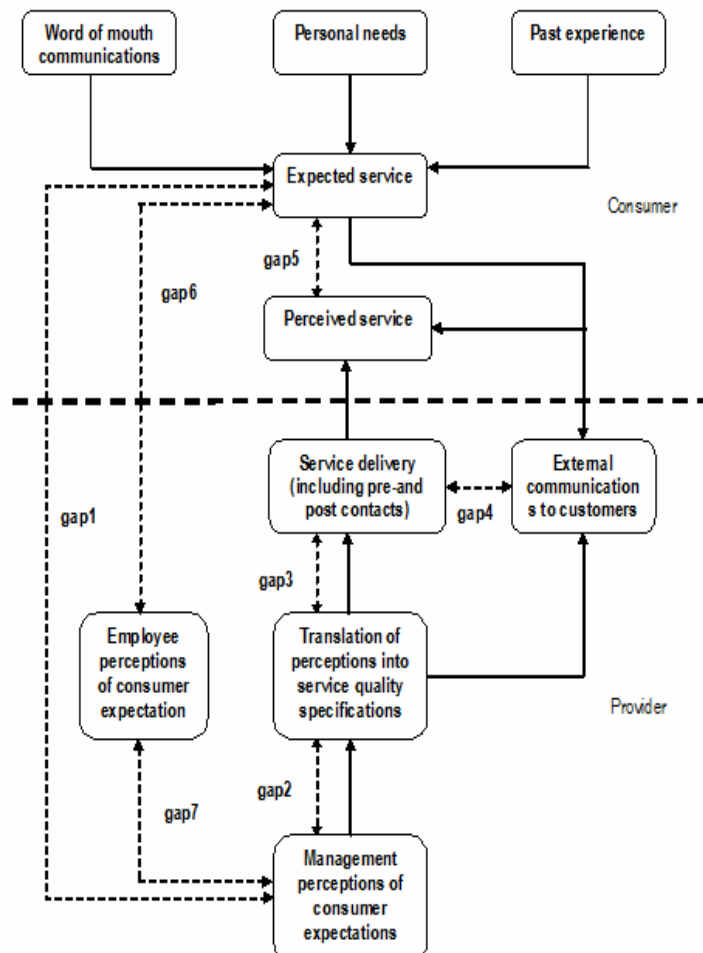 Word of mouth
communications
Personal needs
Past experience
Expected service
Consumer
gap5
gap6
Perceived service
Service delivery
(including pre-and
post contacts)
External
communication
s to customers
gap4
gap1
gap3
Employee
perceptions
of consumer
expectation
Translation of
perceptions into
service quality
specifications
Provider
gap2
gap7
Management
perceptions of
consumer
expectations